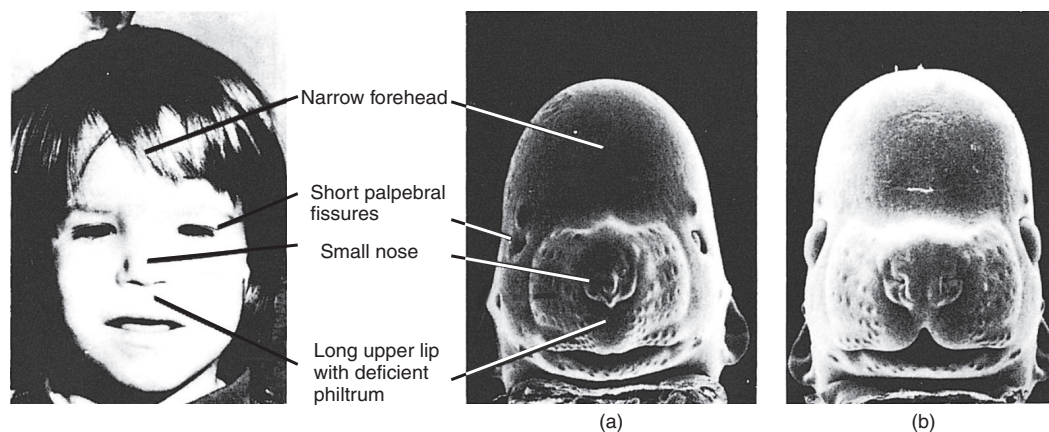 Narrow forehead
Short palpebral
fissures
Small nose
Long upper lip
with deficient
philtrum
(a)
(b)